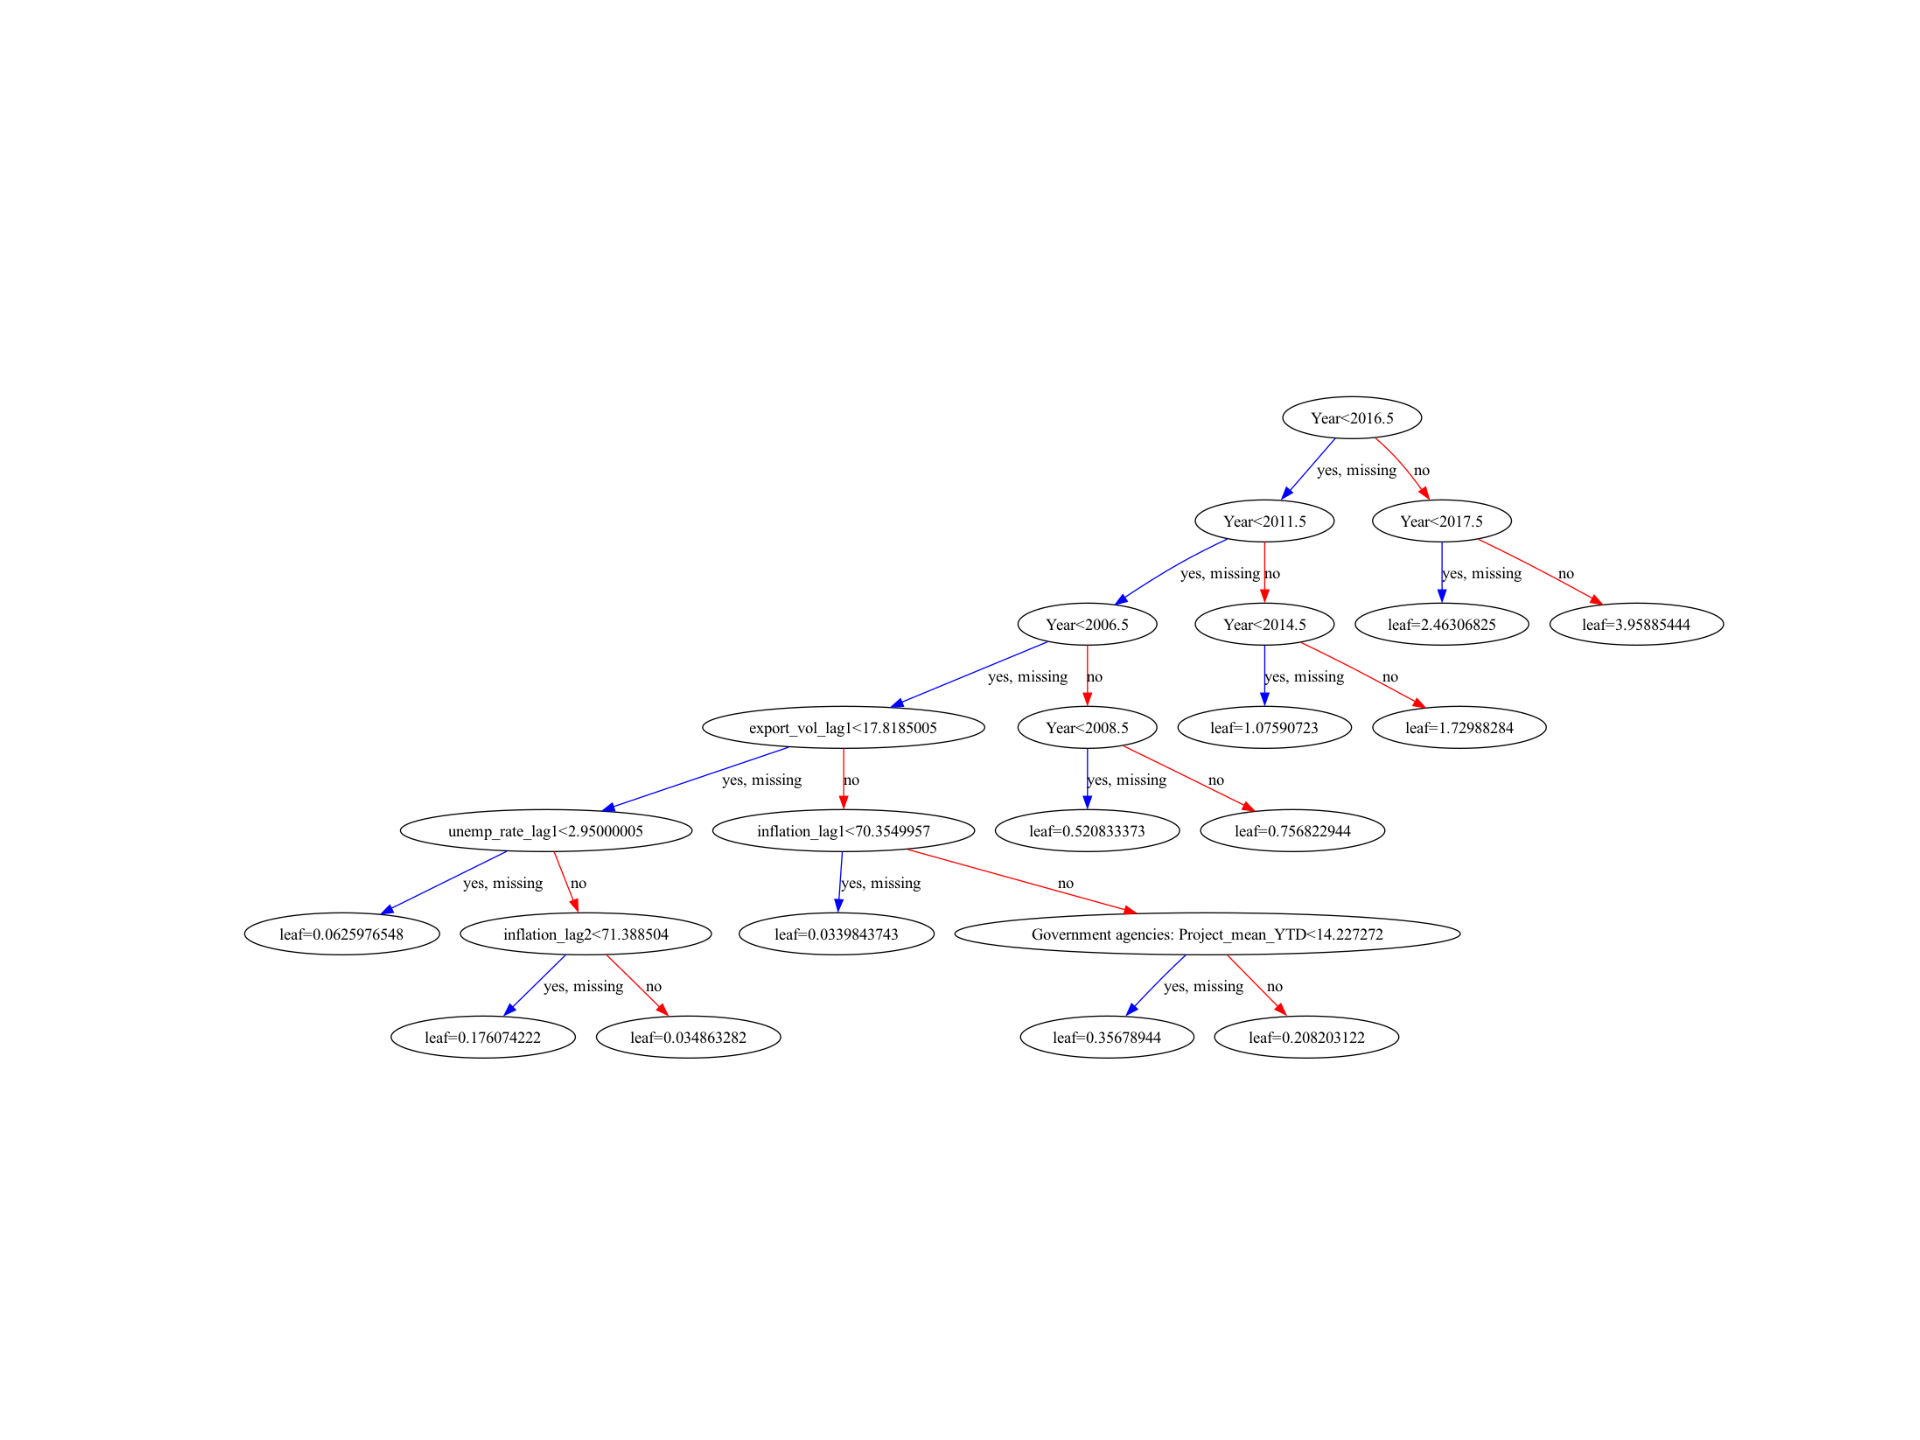 Year<2016.5
yes, missing
no
Year<2011.5
Year<2017.5
yes, missing
no
yes, missing
no
Year<2006.5
Year<2014.5
leaf=2.46306825
leaf=3.95885444
yes, missing
no
yes, missing
no
export_vol_lag1<17.8185005
Year<2008.5
leaf=1.07590723
leaf=1.72988284
yes, missing
no
yes, missing
no
unemp_rate_lag1<2.95000005
inflation_lag1<70.3549957
leaf=0.520833373
leaf=0.756822944
yes, missing
no
yes, missing
no
leaf=0.0625976548
inflation_lag2<71.388504
leaf=0.0339843743
Government agencies: Project_mean_YTD<14.227272
yes, missing
no
yes, missing
no
leaf=0.176074222
leaf=0.034863282
leaf=0.35678944
leaf=0.208203122